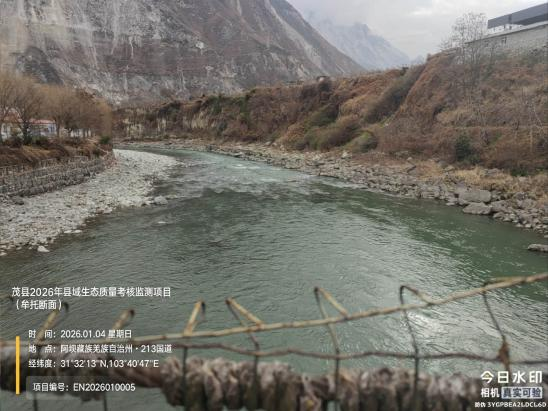 茂县2026年县域生态质量考核监测项目
（牟托断面）
时 间：2026.01.04 星期日
地 点：阿坝藏族羌族自治州·213国道
经纬度：31°32'13"N,103°40'47"E
项目编号：EN2026010005
今日水印
相机 真实可验
防伪 3YGPBEA2JDCL6D